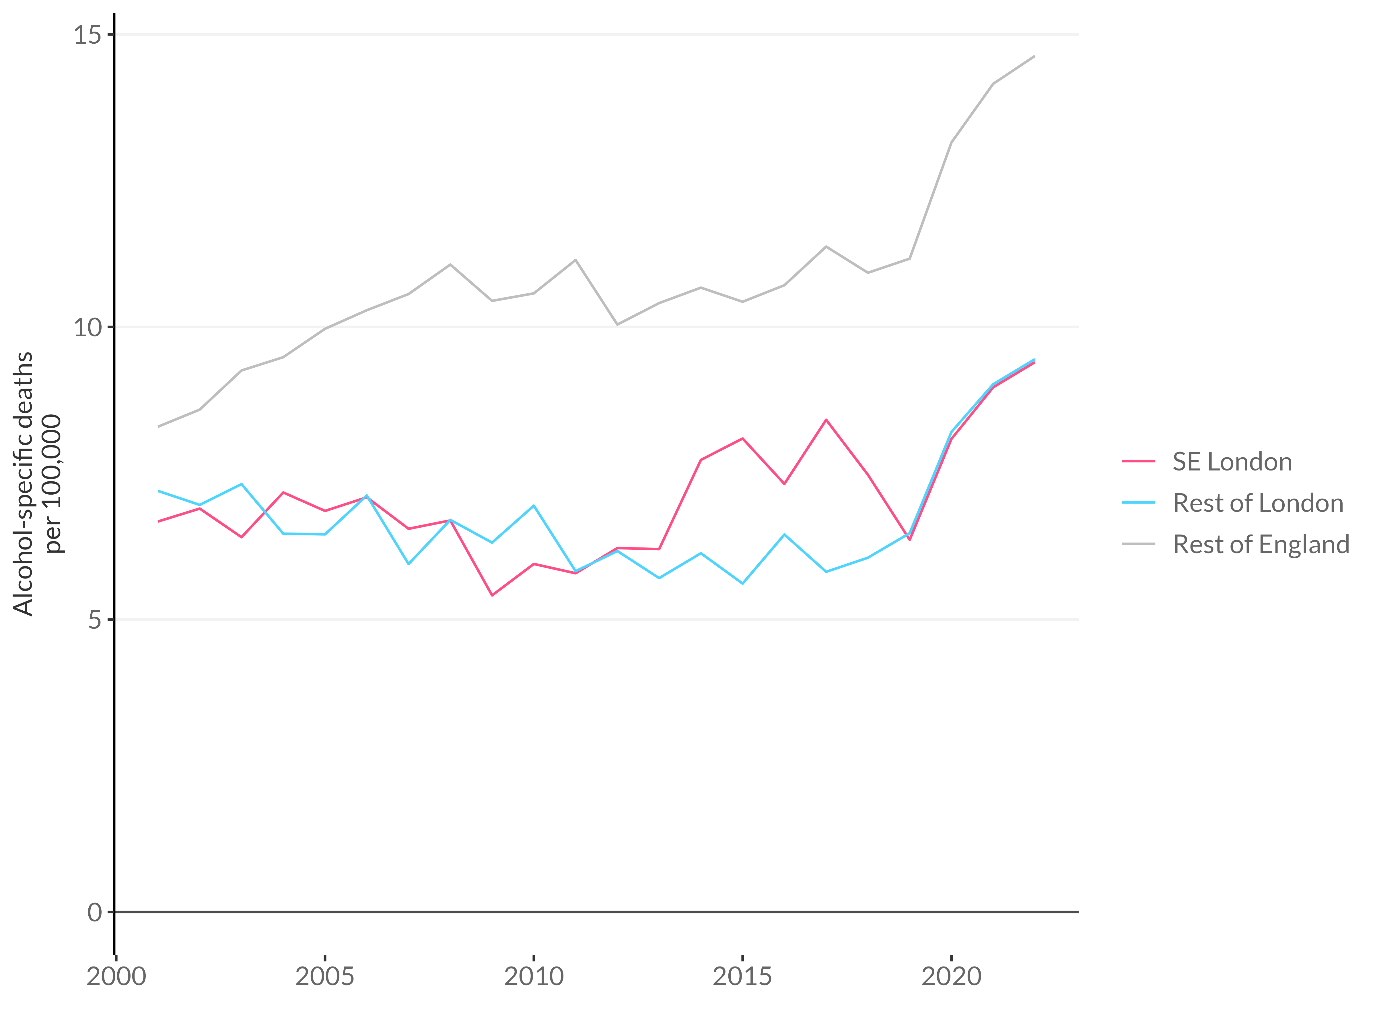 Alcohol-specific deaths
per 100,000
15
10
5
0
2000
2005
2010
2015
2020
SE London
Rest of London
Rest of England